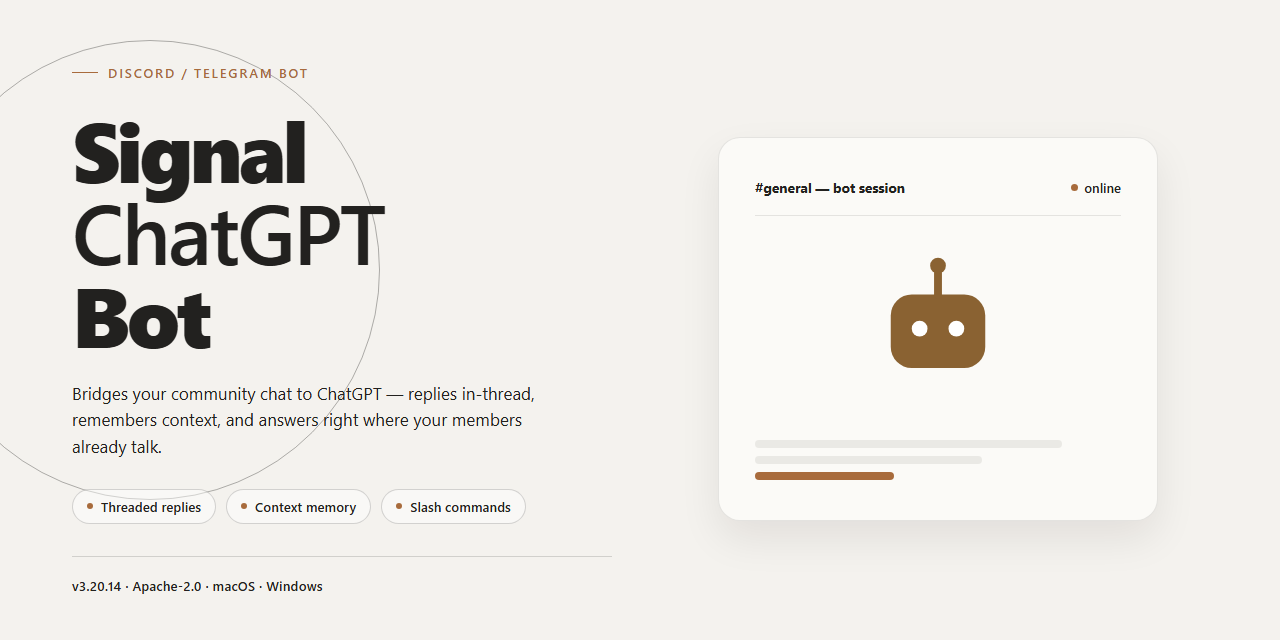 DISCORD / TELEGRAM BOT
Signal
ChatGPT
Bot
Bridges your community chat to ChatGPT — replies in-thread,
remembers context, and answers right where your members
already talk.
Threaded replies
Context memory
Slash commands
v3.20.14 · Apache-2.0 · macOS · Windows
#general — bot session
online